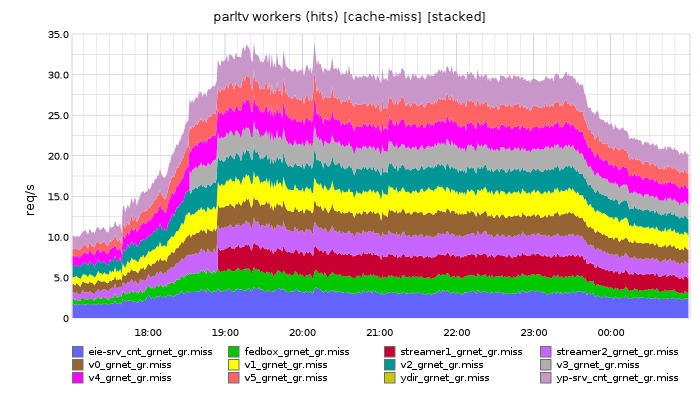 parltv workers (hits) [cache-miss] [stacked]
35.0
30.0
25.0
20.0
15.0
10.0
5.0
0
req/s
18:00 19:00 20:00 21:00 22:00 23:00 00:00
eie-srv_cnt_grnet_gr.miss fedbox_grnet_gr.miss streamer1_grnet_gr.miss streamer2_grnet_gr.miss
v0_grnet_gr.miss v1_grnet_gr.miss v2_grnet_gr.miss v3_grnet_gr.miss
v4_grnet_gr.miss v5_grnet_gr.miss ydir_grnet_gr.miss yp-srv_cnt_grnet_gr.miss